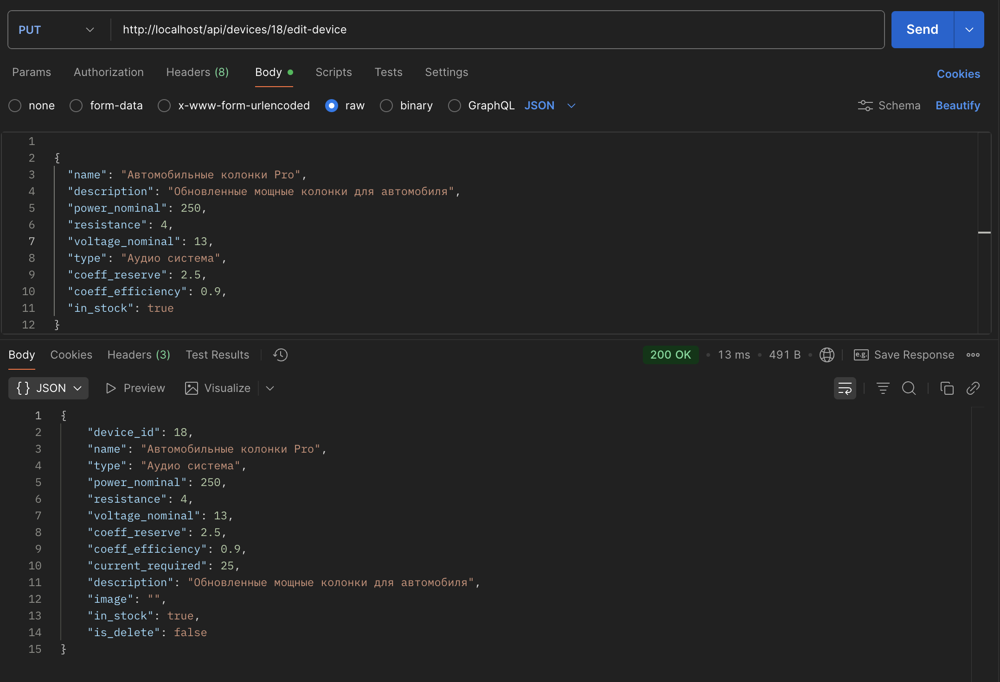 PUT http://localhost/api/devices/18/edit-device Send
Params Authorization Headers (8) Body Scripts Tests Settings Cookies
none form-data x-www-form-urlencoded raw binary GraphQL JSON Schema Beautify
1
2 {
3 "name": "Автомобильные колонки Pro",
4 "description": "Обновленные мощные колонки для автомобиля",
5 "power_nominal": 250,
6 "resistance": 4,
7 "voltage_nominal": 13,
8 "type": "Аудио система",
9 "coeff_reserve": 2.5,
10 "coeff_efficiency": 0.9,
11 "in_stock": true
12 }
Body Cookies Headers (3) Test Results 200 OK • 13 ms • 491 B • e.g. Save Response
{} JSON Preview Visualize
1 {
2 "device_id": 18,
3 "name": "Автомобильные колонки Pro",
4 "type": "Аудио система",
5 "power_nominal": 250,
6 "resistance": 4,
7 "voltage_nominal": 13,
8 "coeff_reserve": 2.5,
9 "coeff_efficiency": 0.9,
10 "current_required": 25,
11 "description": "Обновленные мощные колонки для автомобиля",
12 "image": "",
13 "in_stock": true,
14 "is_delete": false
15 }